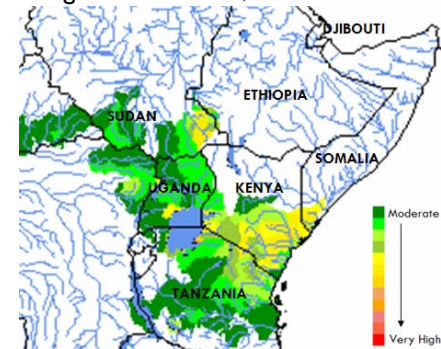 DJIBOUTI
ETHIOPIA
SUDAN
SOMALIA
UGANDA
KENYA
Moderate
TANZANIA
Very High